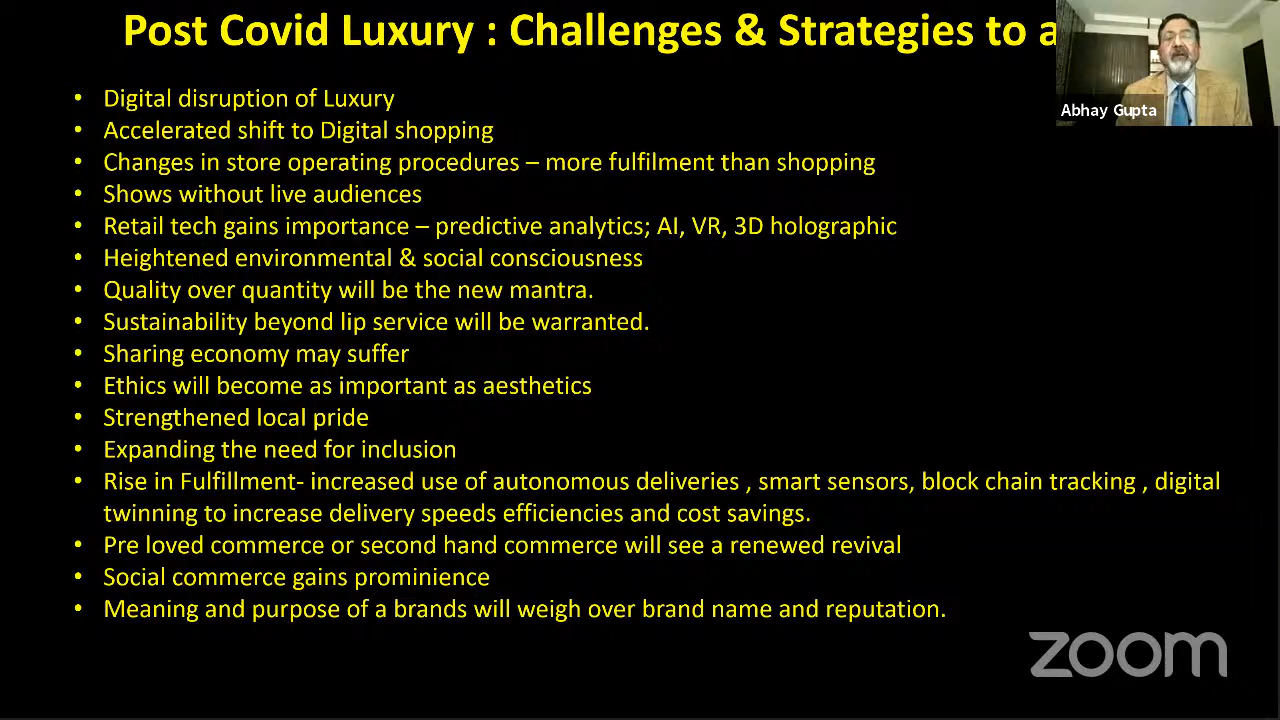 Post Covid Luxury : Challenges & Strategies to a
Abhay Gupta
• Digital disruption of Luxury
• Accelerated shift to Digital shopping
• Changes in store operating procedures – more fulfilment than shopping
• Shows without live audiences
• Retail tech gains importance – predictive analytics; AI, VR, 3D holographic
• Heightened environmental & social consciousness
• Quality over quantity will be the new mantra.
• Sustainability beyond lip service will be warranted.
• Sharing economy may suffer
• Ethics will become as important as aesthetics
• Strengthened local pride
• Expanding the need for inclusion
• Rise in Fulfillment- increased use of autonomous deliveries , smart sensors, block chain tracking , digital
twinning to increase delivery speeds efficiencies and cost savings.
• Pre loved commerce or second hand commerce will see a renewed revival
• Social commerce gains prominience
• Meaning and purpose of a brands will weigh over brand name and reputation.
zoom